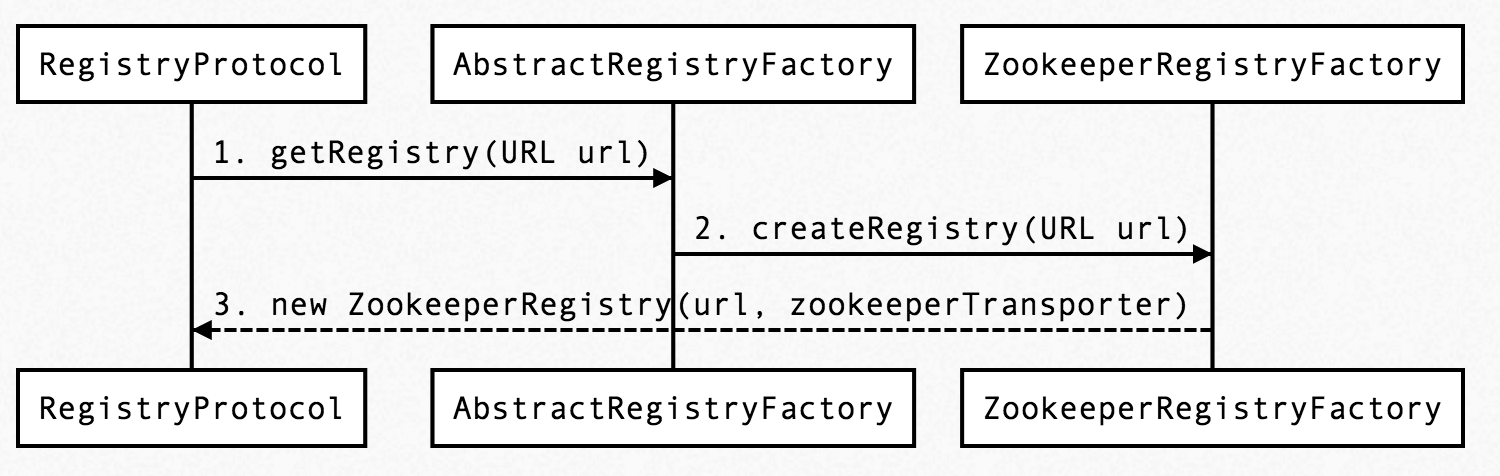 RegistryProtocol
AbstractRegistryFactory
ZookeeperRegistryFactory
1. getRegistry(URL url)
2. createRegistry(URL url)
3. new ZookeeperRegistry(url, zookeeperTransporter)
RegistryProtocol
AbstractRegistryFactory
ZookeeperRegistryFactory